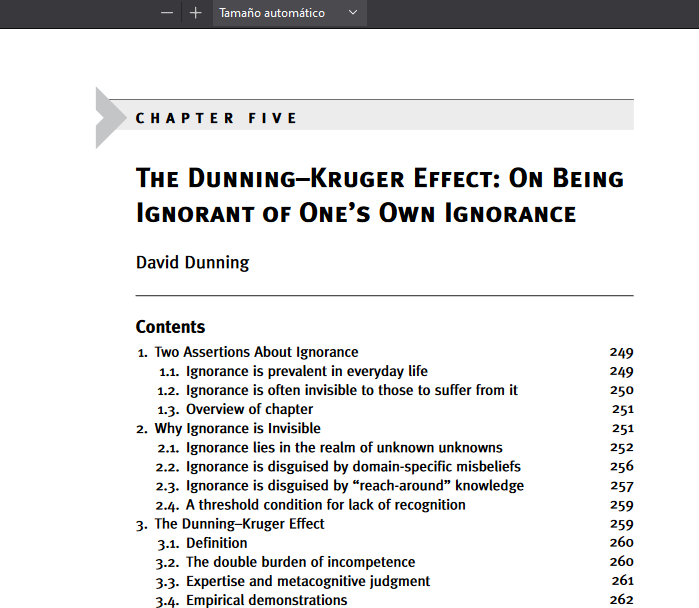 Tamaño automático
CHAPTER FIVE
The Dunning–Kruger Effect: On Being
Ignorant of One's Own Ignorance
David Dunning
Contents
1. Two Assertions About Ignorance 249
1.1. Ignorance is prevalent in everyday life 249
1.2. Ignorance is often invisible to those to suffer from it 250
1.3. Overview of chapter 251
2. Why Ignorance is Invisible 251
2.1. Ignorance lies in the realm of unknown unknowns 252
2.2. Ignorance is disguised by domain-specific misbeliefs 256
2.3. Ignorance is disguised by “reach-around” knowledge 257
2.4. A threshold condition for lack of recognition 259
3. The Dunning–Kruger Effect 259
3.1. Definition 260
3.2. The double burden of incompetence 260
3.3. Expertise and metacognitive judgment 261
3.4. Empirical demonstrations 262